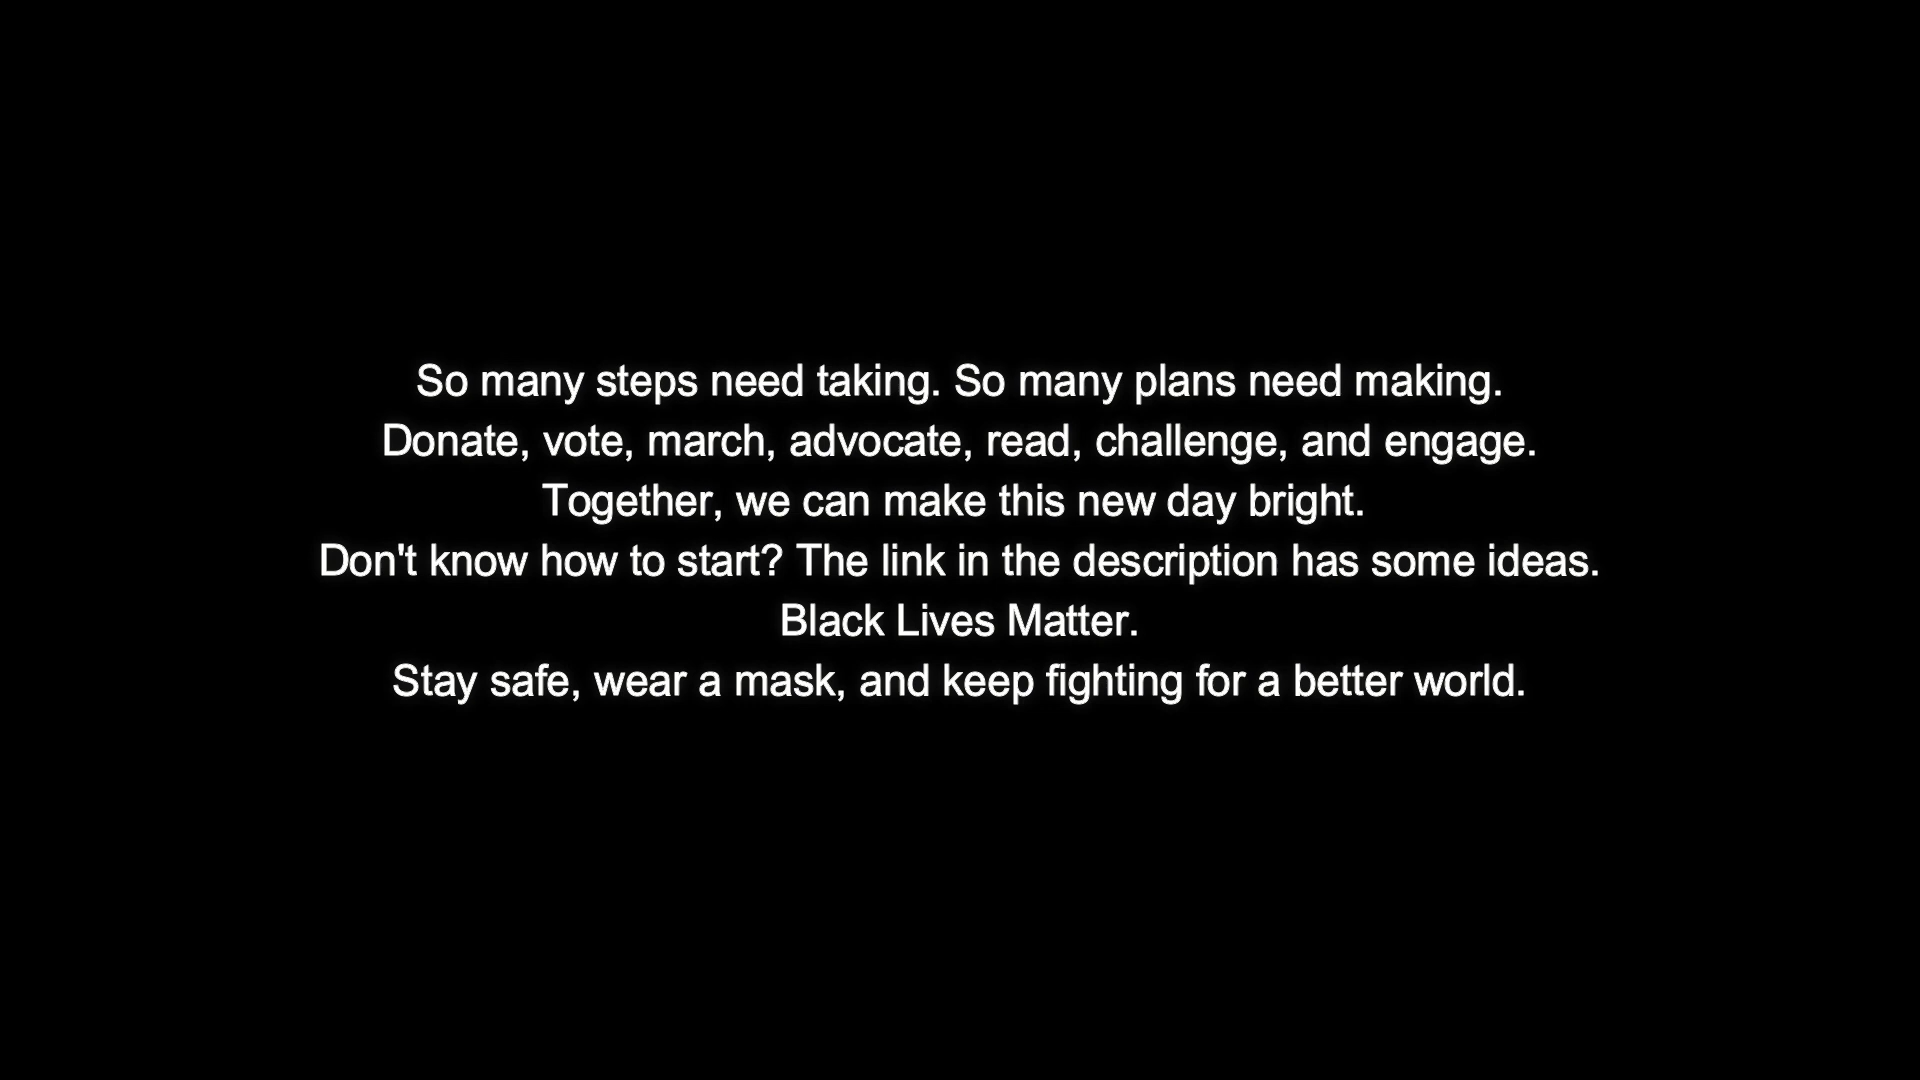 So many steps need taking. So many plans need making.
Donate, vote, march, advocate, read, challenge, and engage.
Together, we can make this new day bright.
Don't know how to start? The link in the description has some ideas.
Black Lives Matter.
Stay safe, wear a mask, and keep fighting for a better world.